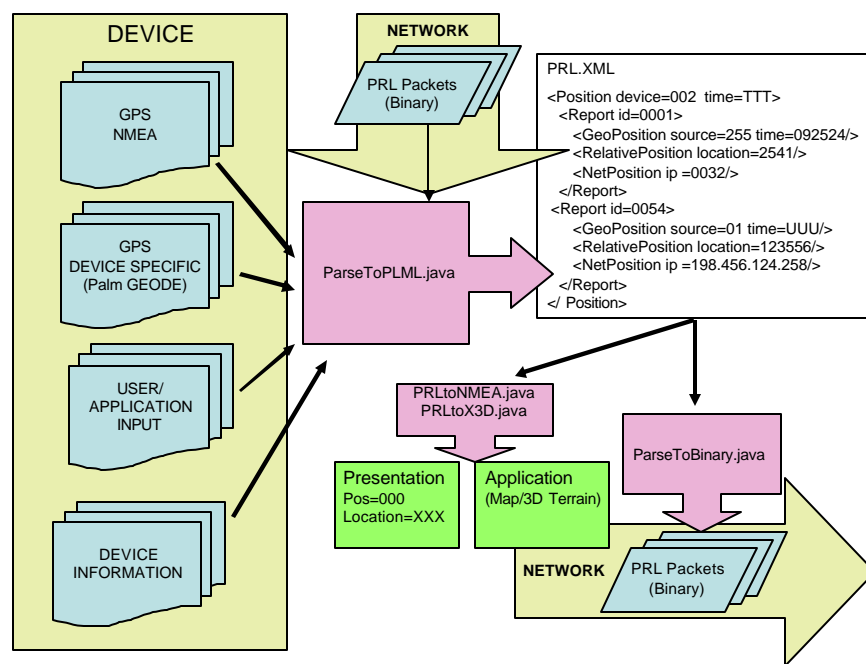 DEVICE
GPS
NMEA
GPS
DEVICE SPECIFIC
(Palm GEODE)
USER/
APPLICATION
INPUT
DEVICE
INFORMATION
NETWORK
PRL Packets
(Binary)
ParseToPLML.java
PRL.XML
<Position device=002 time=TTT>
<Report id=0001>
<GeoPosition source=255 time=092524/>
<RelativePosition location=2541/>
<NetPosition ip =0032/>
</Report>
<Report id=0054>
<GeoPosition source=01 time=UUU/>
<RelativePosition location=123556/>
<NetPosition ip =198.456.124.258/>
</Report>
</ Position>
PRLtoNMEA.java
PRLtoX3D.java
Presentation
Pos=000
Location=XXX
Application
(Map/3D Terrain)
ParseToBinary.java
NETWORK
PRL Packets
(Binary)